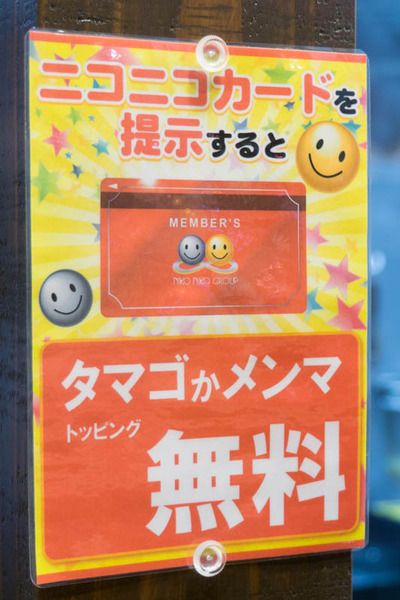 ニコニコカードを
提示すると
MEMBER'S
NIKO NIKO GROUP
タマゴかメンマ
トッピング
無料